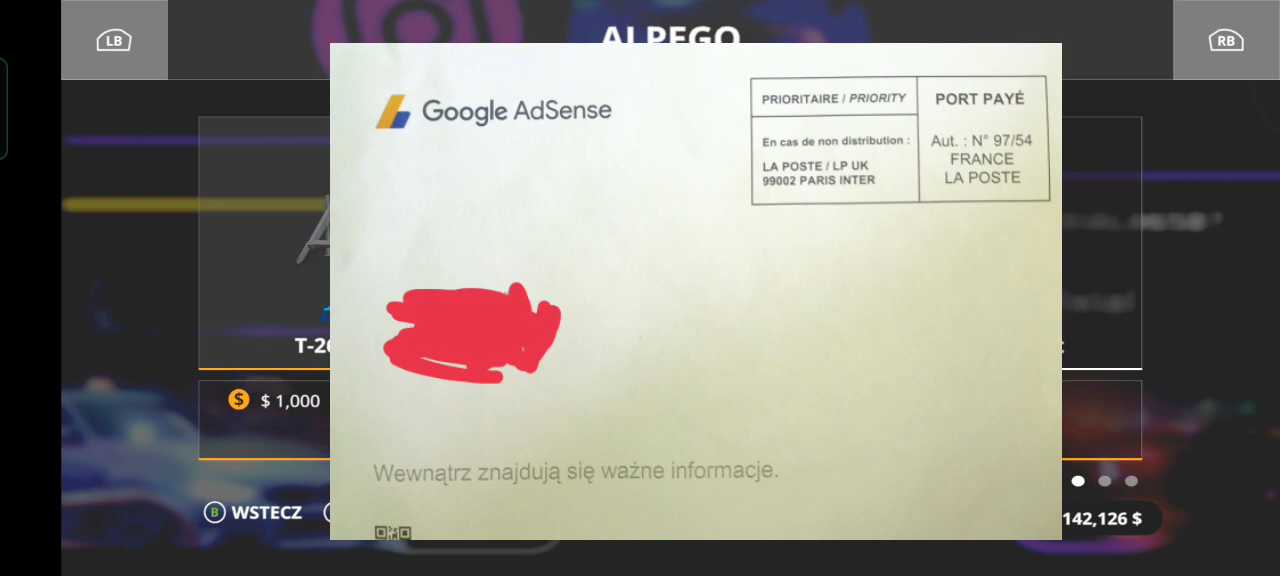 LB
ALPEGO
RB
Google AdSense
PRIORITAIRE / PRIORITY
En cas de non distribution :
LA POSTE / LP UK
99002 PARIS INTER
PORT PAYÉ
Aut. : N° 97/54
FRANCE
LA POSTE
$ 1,000
Wewnątrz znajdują się ważne informacje.
B WSTECZ
142,126 $